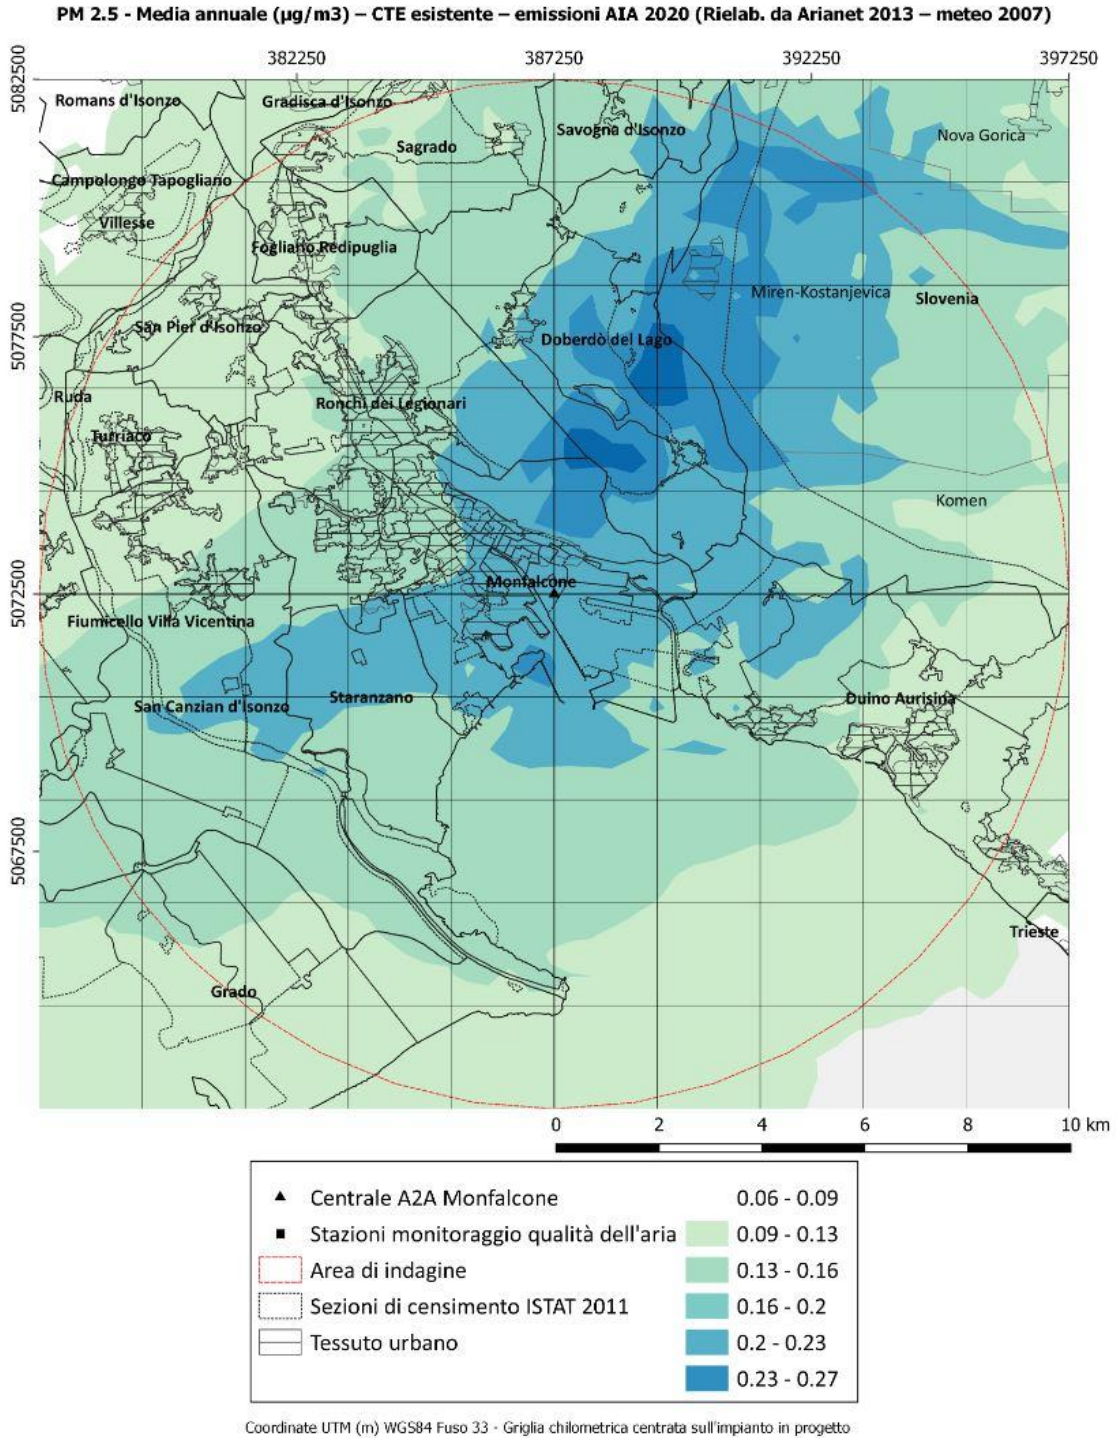 PM 2.5 - Media annuale (µg/m3) – CTE esistente – emissioni AIA 2020 (Rielab. da Arianet 2013 – meteo 2007)
382250 387250 392250 397250
5082500
Romans d'Isonzo
Gradisca d'Isonzo
Savogna d'Isonzo
Nova Gorica
Sagrado
Campolongo Tapogliano
Villesse
Fogliano Redipuglia
Miren-Kostanjevica
Slovenia
San Pier d'Isonzo
5077500
Doberdò del Lago
Ruda
Ronchi dei Legionari
Turriaco
Komen
5072500
Monfalcone
Fiumicello Villa Vicentina
San Canzian d'Isonzo
Staranzano
Duino Aurisina
5067500
Trieste
Grado
0 2 4 6 8 10 km
Centrale A2A Monfalcone
Stazioni monitoraggio qualità dell'aria
Area di indagine
Sezioni di censimento ISTAT 2011
Tessuto urbano
0.06 - 0.09
0.09 - 0.13
0.13 - 0.16
0.16 - 0.2
0.2 - 0.23
0.23 - 0.27
Coordinate UTM (m) WGS84 Fuso 33 - Griglia chilometrica centrata sull'impianto in progetto